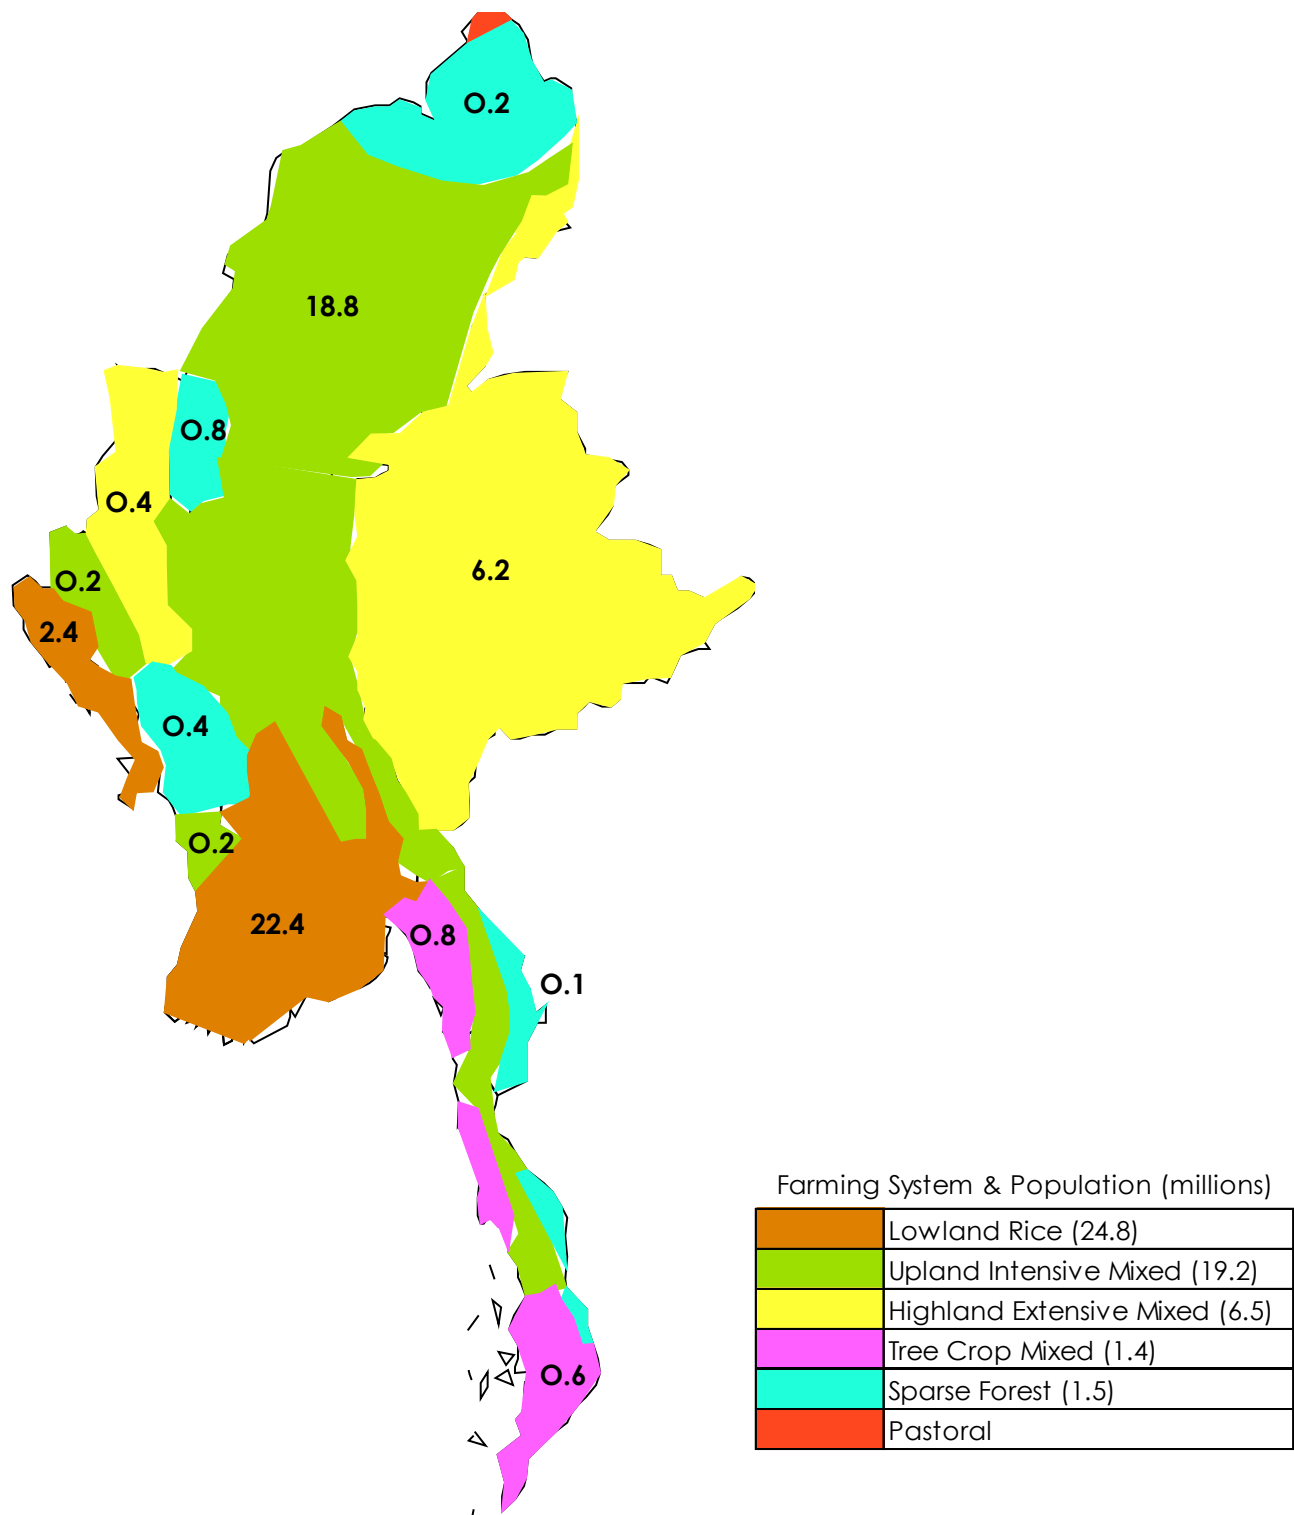 0.2
18.8
0.8
0.4
6.2
0.2
2.4
0.4
0.2
22.4
0.8
0.1
Farming System & Population (millions)
Lowland Rice (24.8)
Upland Intensive Mixed (19.2)
Highland Extensive Mixed (6.5)
Tree Crop Mixed (1.4)
0.6
Sparse Forest (1.5)
Pastoral